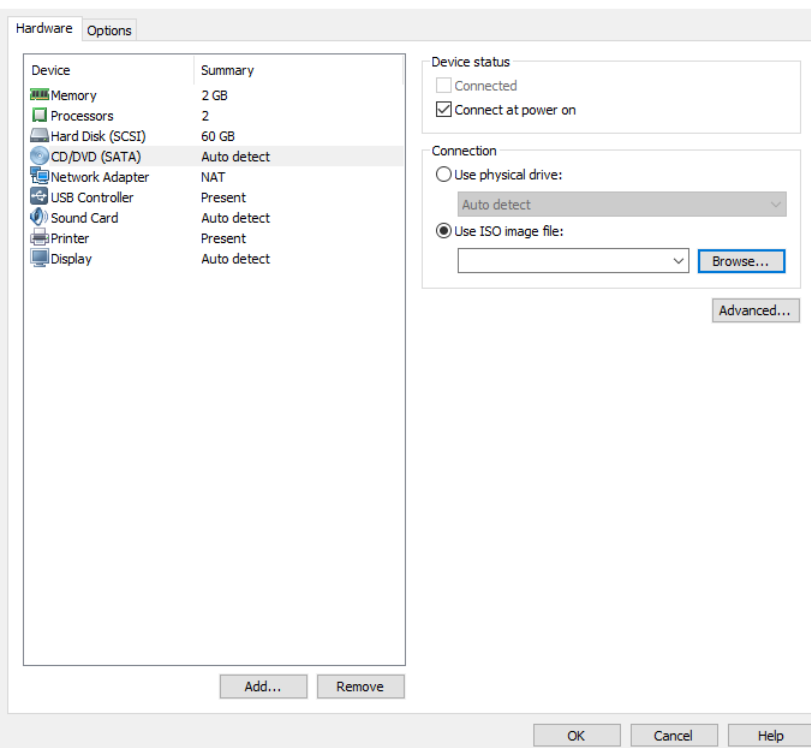 Hardware Options
Device Summary
Memory 2 GB
Processors 2
Hard Disk (SCSI) 60 GB
CD/DVD (SATA) Auto detect
Network Adapter NAT
USB Controller Present
Sound Card Auto detect
Printer Present
Display Auto detect
Add... Remove
Device status
Connected
Connect at power on
Connection
Use physical drive:
Auto detect
Use ISO image file:
Browse...
Advanced...
OK Cancel Help